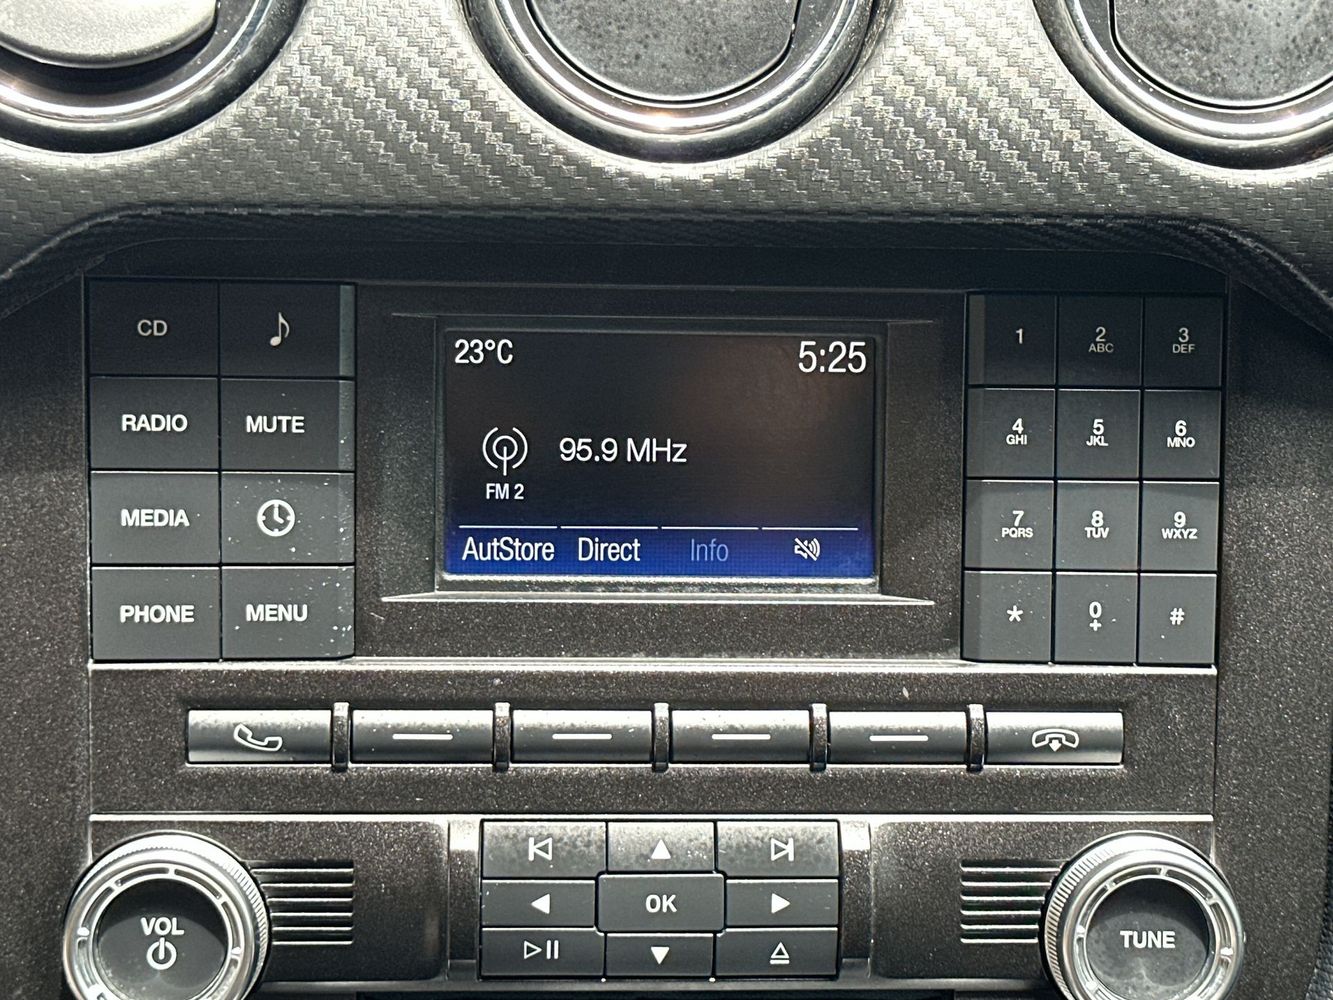 CD
RADIO
MUTE
MEDIA
PHONE
MENU
23°C
5:25
95.9 MHz
FM 2
AutStore Direct Info
1
2
ABC
3
DEF
4
GHI
5
JKL
6
MNO
7
PQRS
8
TUV
9
WXYZ
*
0
+
#
VOL
OK
TUNE